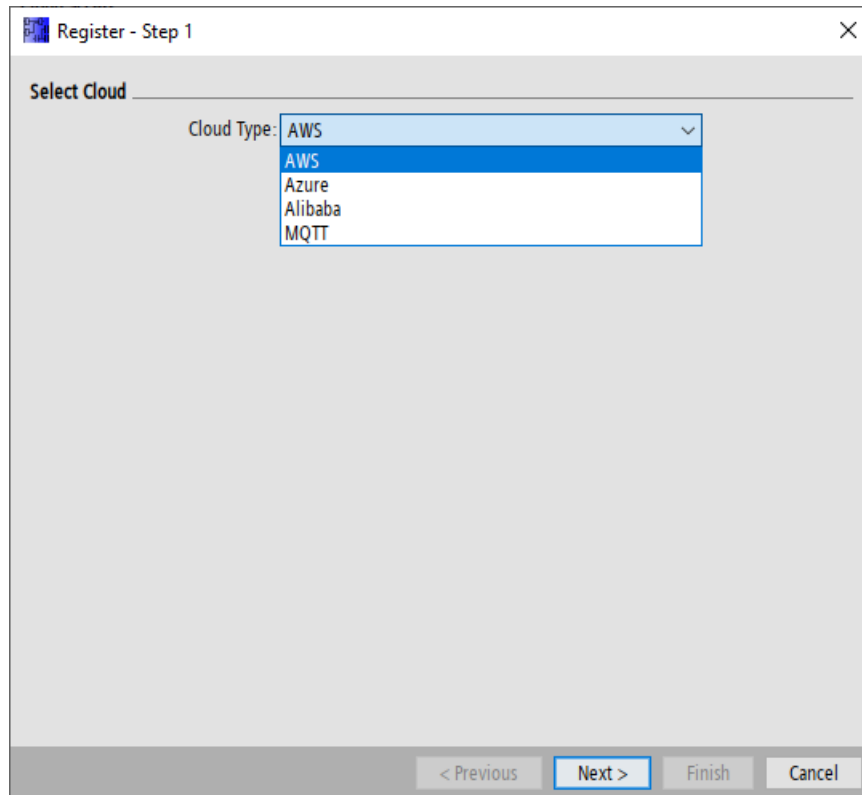 Register - Step 1
Select Cloud
Cloud Type: AWS
AWS
Azure
Alibaba
MQTT
< Previous Next > Finish Cancel